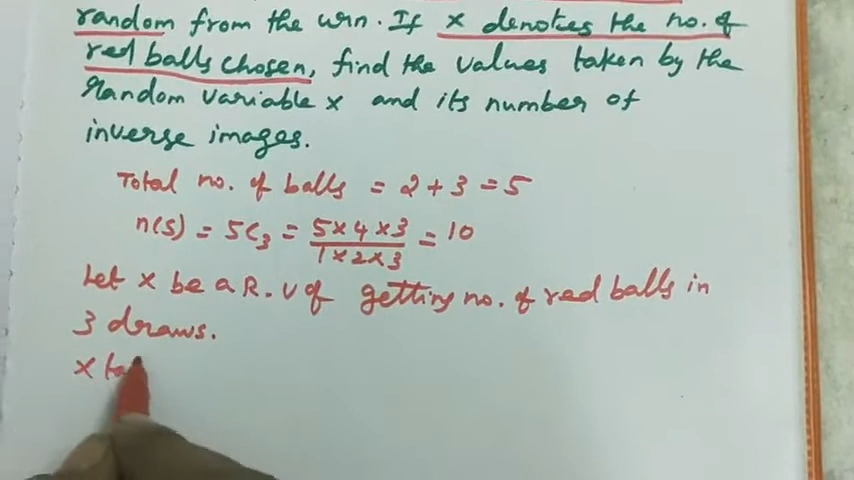 random from the urn. If x denotes the no. of
red balls chosen, find the values taken by the
Random variable x and its number of
inverse images.
Total no. of balls = 2 + 3 = 5
n(S) = 5C₃ = 5×4×3 / 1×2×3 = 10
Let x be a R.V of getting no. of red balls in
3 draws.
x ta